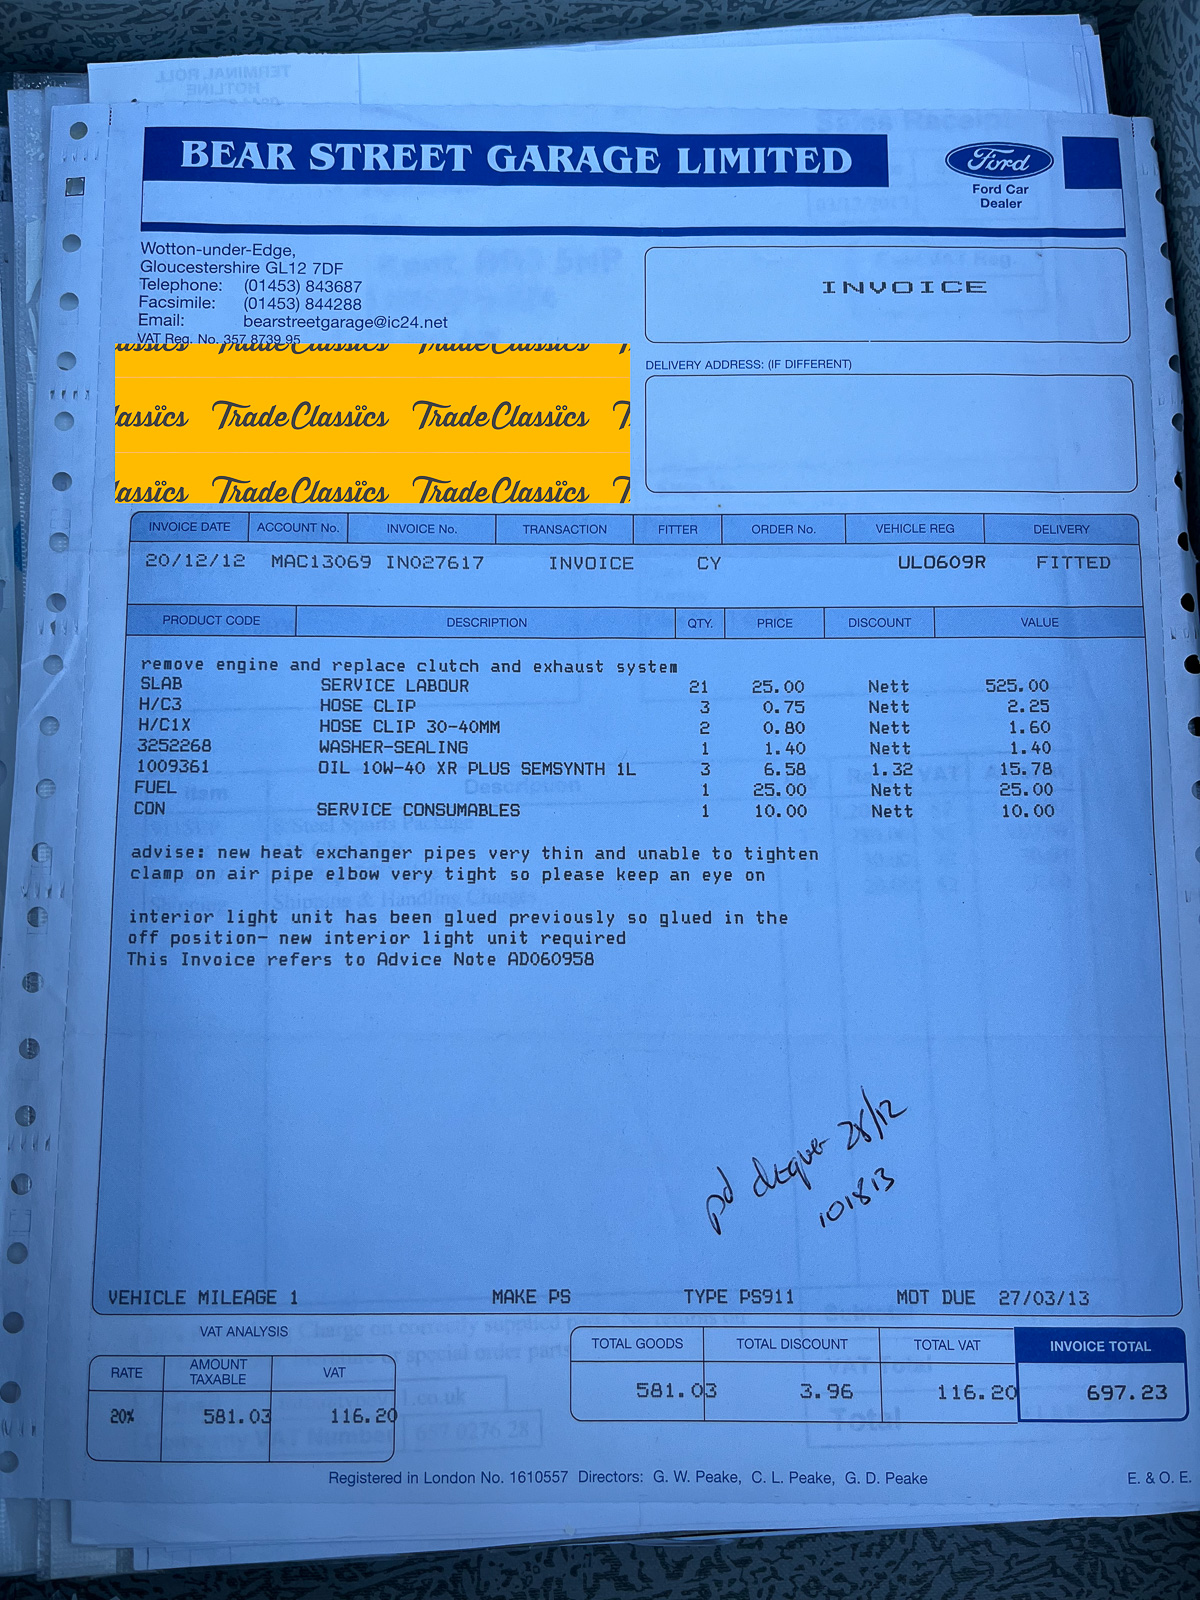 TERMINAL ROLL
HOTLINE
Sales Receipt
BEAR STREET GARAGE LIMITED
Ford
Ford Car
Dealer
Wotton-under-Edge,
Gloucestershire GL12 7DF
Telephone: (01453) 843687
Facsimile: (01453) 844288
Email: bearstreetgarage@ic24.net
VAT Reg. No. 357 8739 95
INVOICE
DELIVERY ADDRESS: (IF DIFFERENT)
assics Trade Classics Trade Classics T
assics Trade Classics Trade Classics T
assics Trade Classics Trade Classics T
INVOICE DATE ACCOUNT No. INVOICE No. TRANSACTION FITTER ORDER No. VEHICLE REG DELIVERY
20/12/12 MAC13069 IN027617 INVOICE CY ULO609R FITTED
PRODUCT CODE DESCRIPTION QTY. PRICE DISCOUNT VALUE
remove engine and replace clutch and exhaust system
SLAB SERVICE LABOUR 21 25.00 Nett 525.00
H/C3 HOSE CLIP 3 0.75 Nett 2.25
H/C1X HOSE CLIP 30-40MM 2 0.80 Nett 1.60
3252268 WASHER-SEALING 1 1.40 Nett 1.40
1009361 OIL 10W-40 XR PLUS SEMSYNTH 1L 3 6.58 1.32 15.78
FUEL 1 25.00 Nett 25.00
CON SERVICE CONSUMABLES 1 10.00 Nett 10.00
advise: new heat exchanger pipes very thin and unable to tighten
clamp on air pipe elbow very tight so please keep an eye on
interior light unit has been glued previously so glued in the
off position- new interior light unit required
This Invoice refers to Advice Note AD060958
pd cheque 28/12
101813
VEHICLE MILEAGE 1 MAKE PS TYPE PS911 MOT DUE 27/03/13
VAT ANALYSIS
RATE AMOUNT TAXABLE VAT
20% 581.03 116.20
TOTAL GOODS TOTAL DISCOUNT TOTAL VAT INVOICE TOTAL
581.03 3.96 116.20 697.23
Registered in London No. 1610557 Directors: G. W. Peake, C. L. Peake, G. D. Peake E. & O. E.